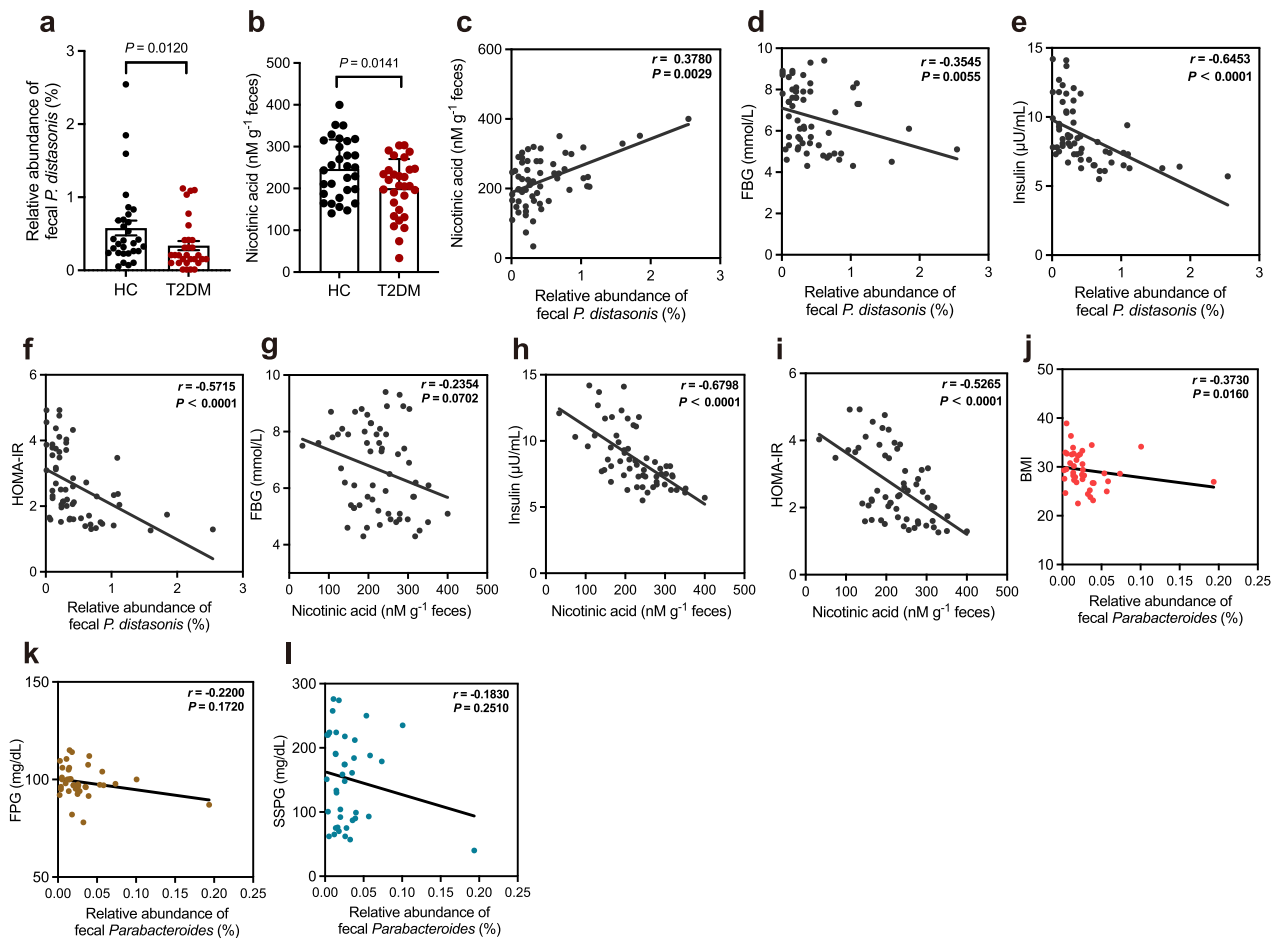 a
P = 0.0120
Relative abundance of
fecal P. distasonis (%)
3
2
1
0
HC
T2DM
b
P = 0.0141
Nicotinic acid (nM g-1 feces)
500
400
300
200
100
0
HC
T2DM
c
r = 0.3780
P = 0.0029
Nicotinic acid (nM g-1 feces)
600
400
200
0
0
1
2
3
Relative abundance of
fecal P. distasonis (%)
d
r = -0.3545
P = 0.0055
FBG (mmol/L)
10
8
6
4
2
0
0
1
2
3
Relative abundance of
fecal P. distasonis (%)
e
r = -0.6453
P < 0.0001
Insulin (μU/mL)
15
10
5
0
0
1
2
3
Relative abundance of
fecal P. distasonis (%)
f
r = -0.5715
P < 0.0001
HOMA-IR
6
4
2
0
0
1
2
3
Relative abundance of
fecal P. distasonis (%)
g
r = -0.2354
P = 0.0702
FBG (mmol/L)
10
8
6
4
0
100
200
300
400
500
Nicotinic acid (nM g-1 feces)
h
r = -0.6798
P < 0.0001
Insulin (μU/mL)
15
10
5
0
0
100
200
300
400
500
Nicotinic acid (nM g-1 feces)
i
r = -0.5265
P < 0.0001
HOMA-IR
6
4
2
0
0
100
200
300
400
500
Nicotinic acid (nM g-1 feces)
j
r = -0.3730
P = 0.0160
BMI
50
40
30
20
10
0.00
0.05
0.10
0.15
0.20
0.25
Relative abundance of
fecal Parabacteroides (%)
k
r = -0.2200
P = 0.1720
FPG (mg/dL)
150
100
50
0.00
0.05
0.10
0.15
0.20
0.25
Relative abundance of
fecal Parabacteroides (%)
l
r = -0.1830
P = 0.2510
SSPG (mg/dL)
300
200
100
0
0.00
0.05
0.10
0.15
0.20
0.25
Relative abundance of
fecal Parabacteroides (%)